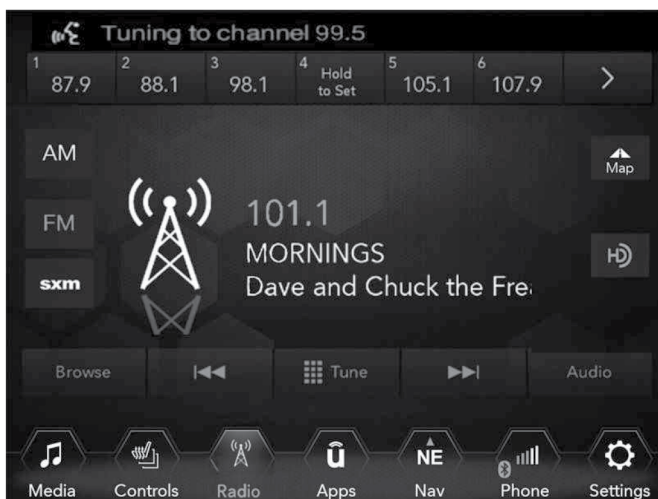 Tuning to channel 99.5
1 87.9 2 88.1 3 98.1 4 Hold to Set 5 105.1 6 107.9
AM
Map
101.1
FM
MORNINGS
HD
sxm
Dave and Chuck the Fre
Browse Tune Audio
û NE
Media Controls Radio Apps Nav Phone Settings